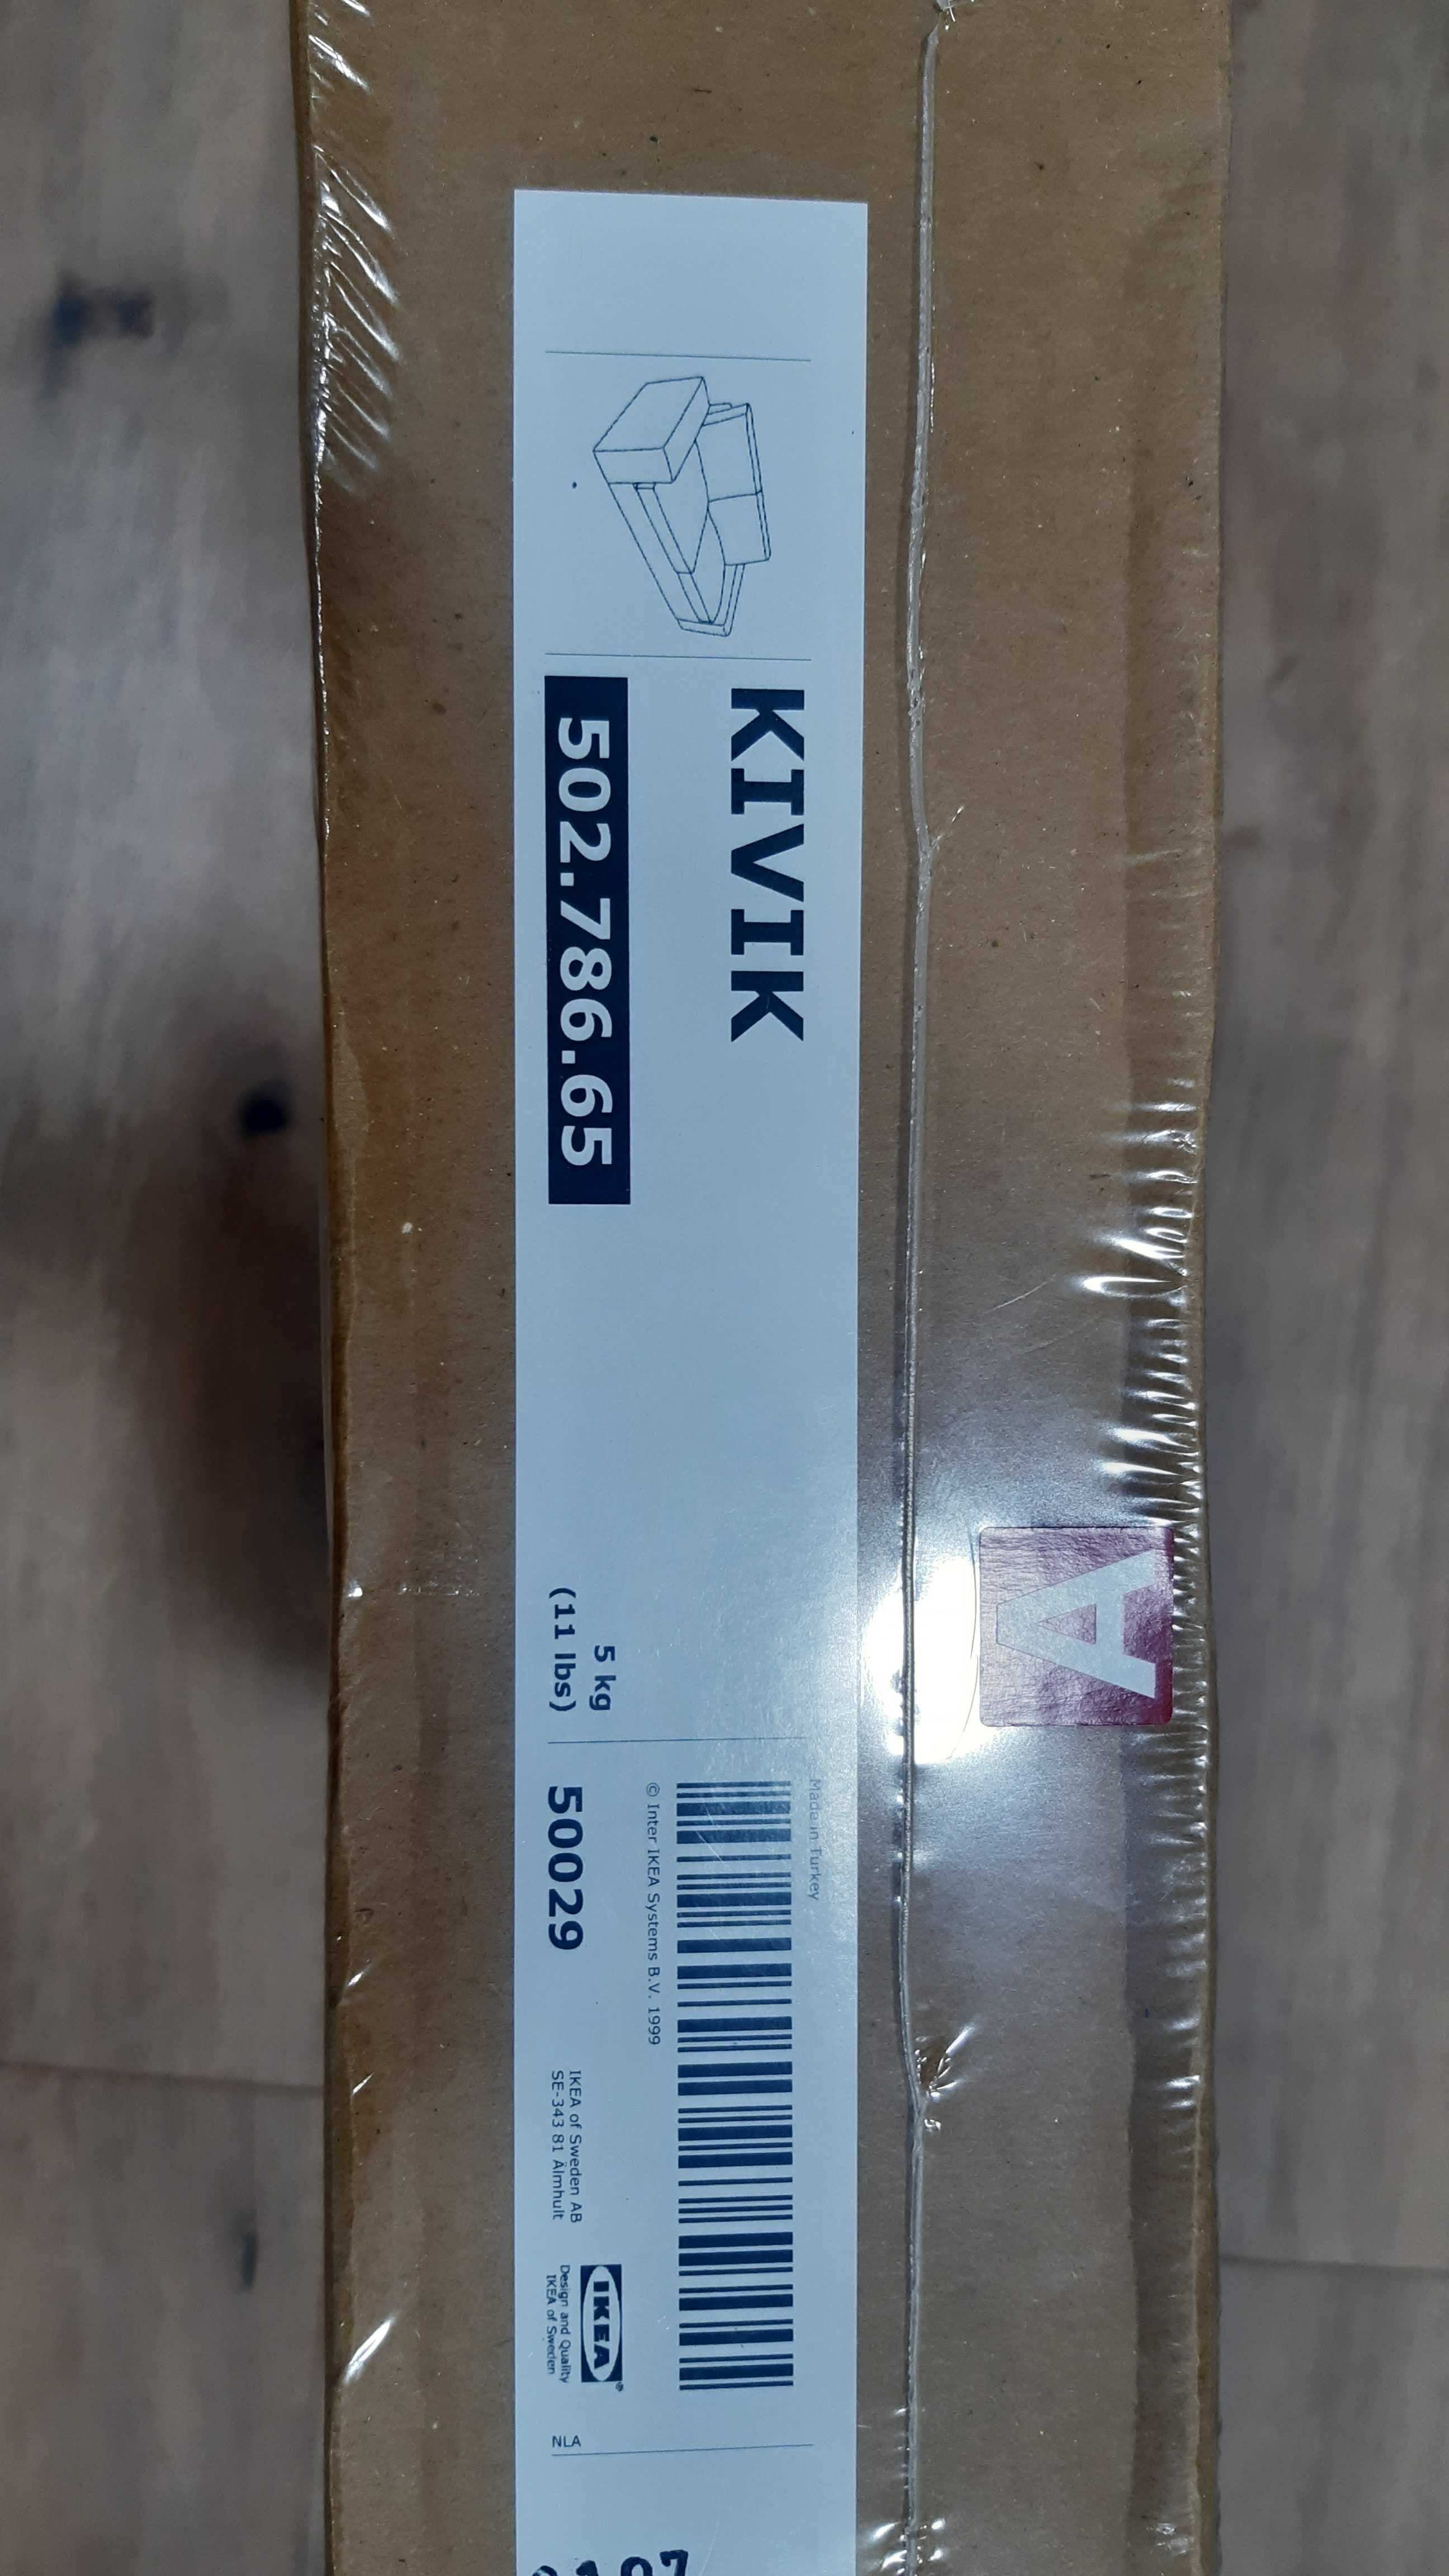 KIVIK
502.786.65
5 kg
(11 lbs)
Made in Turkey
© Inter IKEA Systems B.V. 1999
50029
IKEA of Sweden AB
SE-343 81 Älmhult
IKEA®
Design and Quality
IKEA of Sweden
NLA
A